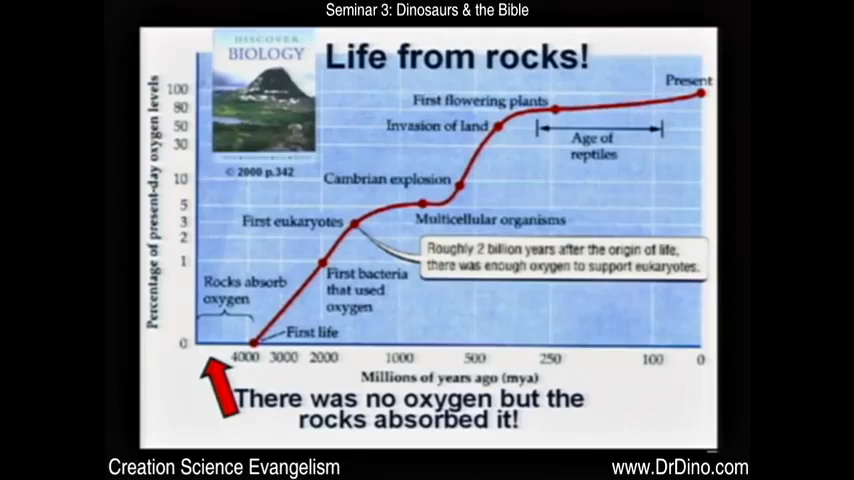 Seminar 3: Dinosaurs & the Bible
DISCOVER
BIOLOGY
Life from rocks!
© 2000 p.342
Percentage of present-day oxygen levels
100
80
50
30
10
5
3
2
1
0
Present
First flowering plants
Invasion of land
Age of
reptiles
Cambrian explosion
First eukaryotes
Multicellular organisms
Roughly 2 billion years after the origin of life,
there was enough oxygen to support eukaryotes.
First bacteria
that used
oxygen
Rocks absorb
oxygen
First life
4000 3000 2000 1000 500 250 100 0
Millions of years ago (mya)
There was no oxygen but the
rocks absorbed it!
Creation Science Evangelism
www.DrDino.com